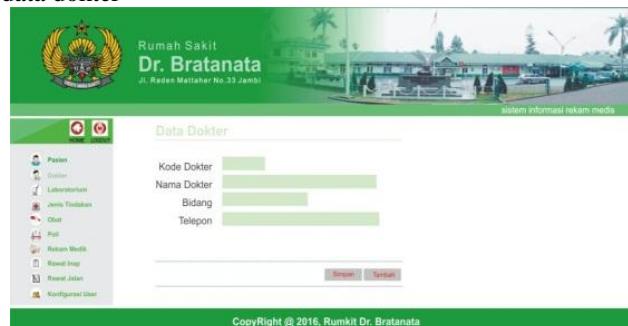 data dokter
Rumah Sakit
Dr. Bratanata
Jl. Raden Mattaher No.33 Jambi
sistem informasi rekam medis
HOME LOGOUT
Data Dokter
Pasien
Dokter
Laboratorium
Jenis Tindakan
Obat
Poli
Rekam Medik
Rawat Inap
Rawat Jalan
Konfigurasi User
Kode Dokter
Nama Dokter
Bidang
Telepon
Simpan Tambah
CopyRight @ 2016, Rumkit Dr. Bratanata